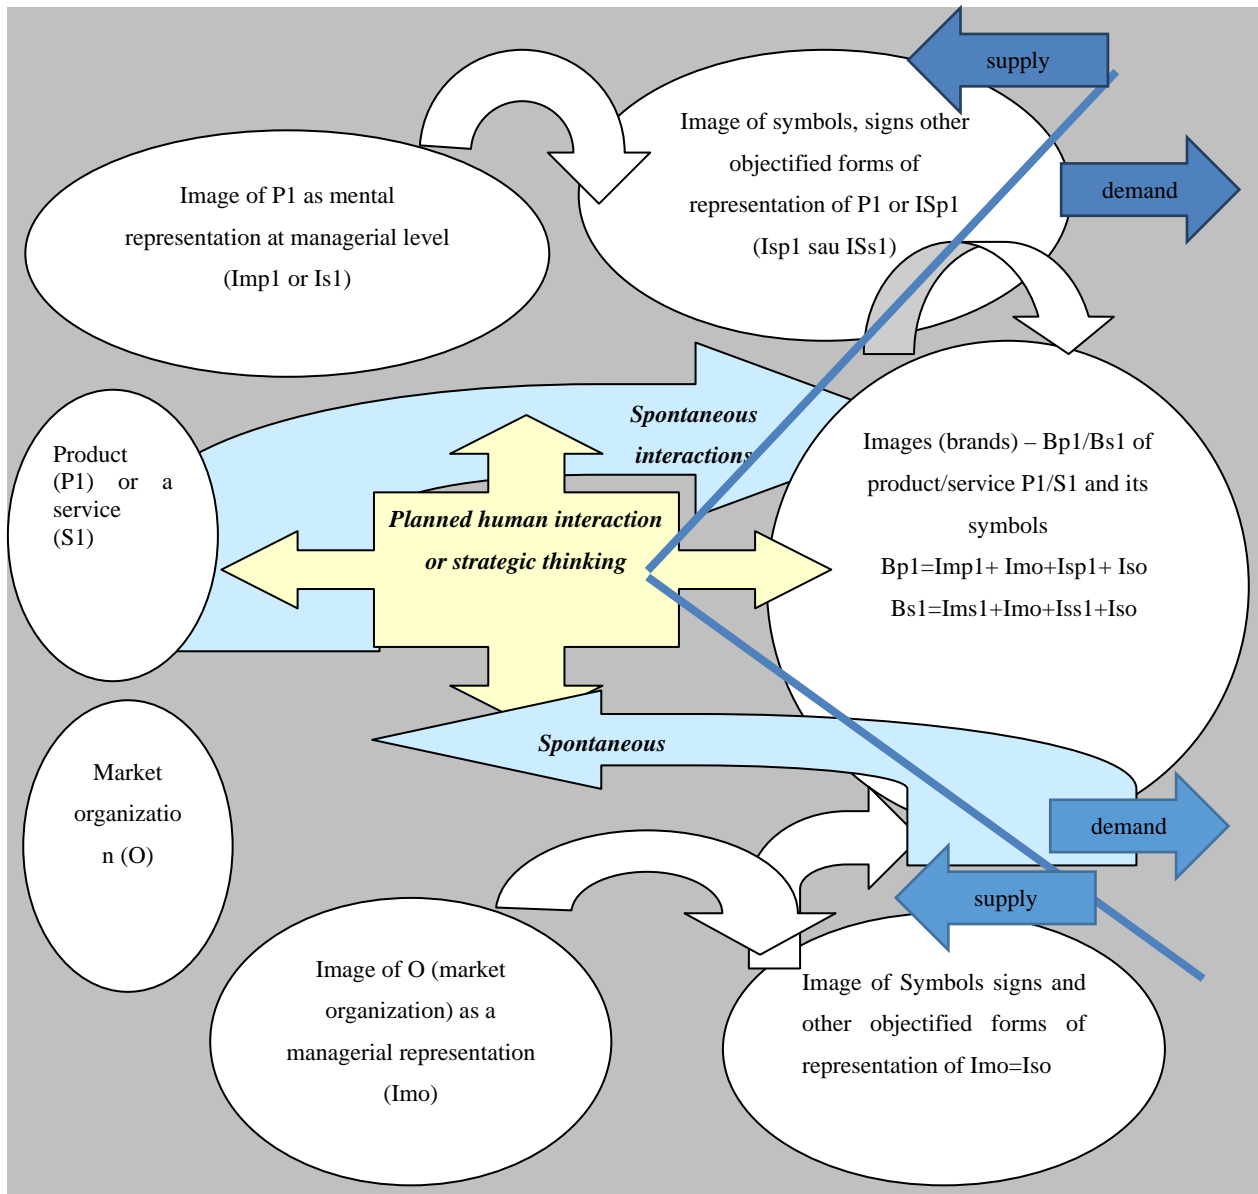 supply
Image of symbols, signs other
objectified forms of
representation of P1 or ISp1
(Isp1 sau ISs1)
demand
Image of P1 as mental
representation at managerial level
(Imp1 or Is1)
Spontaneous
interactions
Product
(P1) or a
service
(S1)
Images (brands) – Bp1/Bs1 of
product/service P1/S1 and its
symbols
Bp1=Imp1+ Imo+Isp1+ Iso
Bs1=Ims1+Imo+Iss1+Iso
Planned human interaction
or strategic thinking
Spontaneous
Market
organizatio
n (O)
demand
supply
Image of O (market
organization) as a
managerial representation
(Imo)
Image of Symbols signs and
other objectified forms of
representation of Imo=Iso